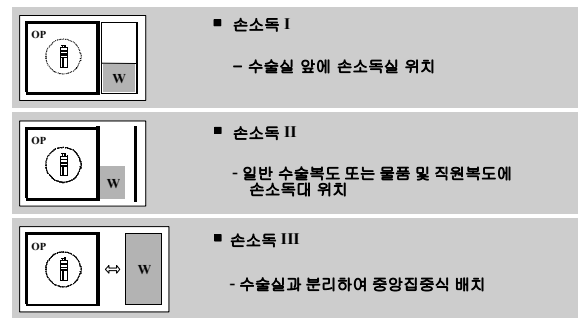 OP
W
■ 손소독 I
– 수술실 앞에 손소독실 위치
OP
W
■ 손소독 II
- 일반 수술복도 또는 물품 및 직원복도에
손소독대 위치
OP
⇔
W
■ 손소독 III
- 수술실과 분리하여 중앙집중식 배치